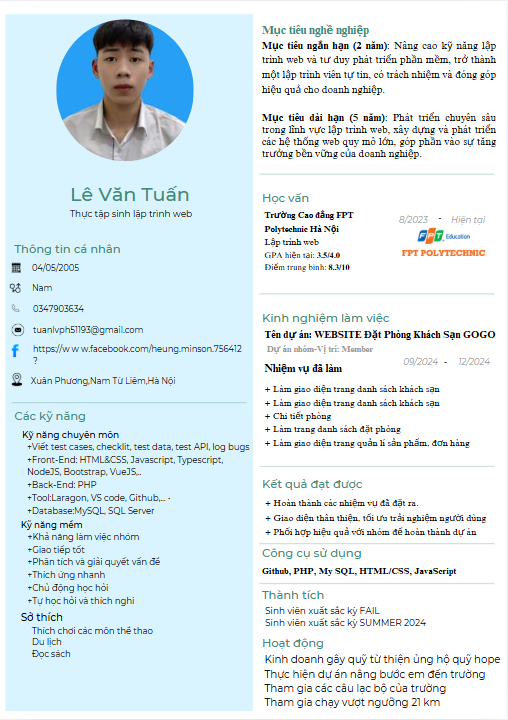 Lê Văn Tuấn
Thực tập sinh lập trình web
Thông tin cá nhân
04/05/2005
Nam
0347903634
tuanlvph51193@gmail.com
https://www.facebook.com/heung.minson.756412
?
Xuân Phương,Nam Từ Liêm,Hà Nội
Các kỹ năng
Kỹ năng chuyên môn
+Viết test cases, checklit, test data, test API, log bugs
+Front-End: HTML&CSS, Javascript, Typescript,
NodeJS, Bootstrap, VueJS,..
+Back-End: PHP
+Tool:Laragon, VS code, Github,... -
+Database:MySQL, SQL Server
Kỹ năng mềm
+Khả năng làm việc nhóm
+Giao tiếp tốt
+Phân tích và giải quyết vấn đề
+Thích ứng nhanh
+Chủ động học hỏi
+Tự học hỏi và thích nghi
Sở thích
Thích chơi các môn thể thao
Du lịch
Đọc sách
Mục tiêu nghề nghiệp
Mục tiêu ngắn hạn (2 năm): Nâng cao kỹ năng lập
trình web và tư duy phát triển phần mềm, trở thành
một lập trình viên tự tin, có trách nhiệm và đóng góp
hiệu quả cho doanh nghiệp.
Mục tiêu dài hạn (5 năm): Phát triển chuyên sâu
trong lĩnh vực lập trình web, xây dựng và phát triển
các hệ thống web quy mô lớn, góp phần vào sự tăng
trưởng bền vững của doanh nghiệp.
Học vấn
Trường Cao đẳng FPT
Polytechnic Hà Nội
Lập trình web
GPA hiện tại: 3.5/4.0
Điểm trung bình: 8.3/10
8/2023 - Hiện tại
FPT Education
FPT POLYTECHNIC
Kinh nghiệm làm việc
Tên dự án: WEBSITE Đặt Phòng Khách Sạn GOGO
Dự án nhóm-Vị trí: Member
09/2024 - 12/2024
Nhiệm vụ đã làm
+ Làm giao diện trang danh sách khách sạn
+ Làm giao diện trang danh sách khách sạn
+ Chi tiết phòng
+ Làm trang danh sách đặt phòng
+ Làm giao diện trang quản lí sản phẩm, đơn hàng
Kết quả đạt được
+ Hoàn thành các nhiệm vụ đã đặt ra.
+ Giao diện thân thiện, tối ưu trải nghiệm người dùng
+ Phối hợp hiệu quả với nhóm để hoàn thành dự án
Công cụ sử dụng
Github, PHP, My SQL, HTML/CSS, JavaScript
Thành tích
Sinh viên xuất sắc kỳ FAIL
Sinh viên xuất sắc kỳ SUMMER 2024
Hoạt động
Kinh doanh gây quỹ từ thiện ủng hộ quỹ hope
Thực hiện dự án nâng bước em đến trường
Tham gia các câu lạc bộ của trường
Tham gia chạy vượt ngưỡng 21 km